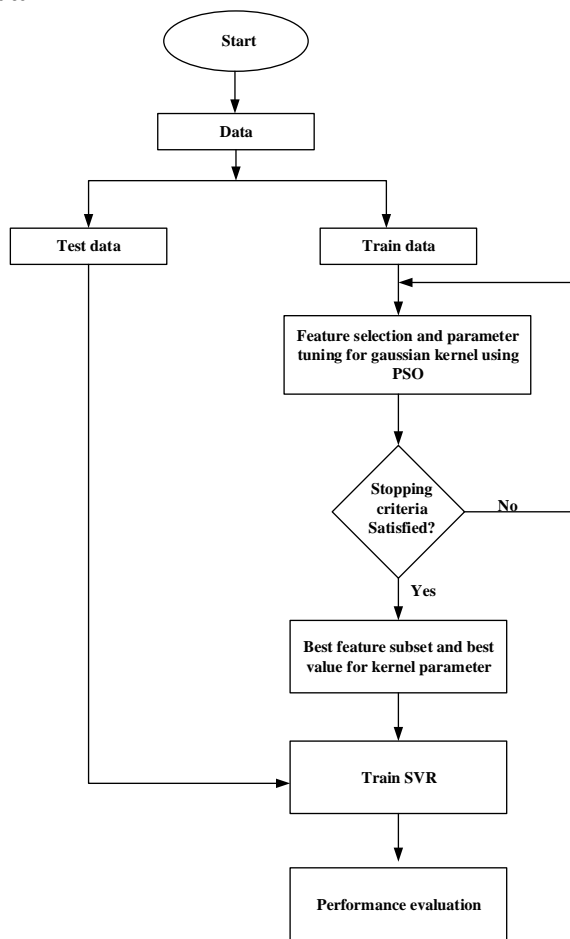 Start
Data
Test data
Train data
Feature selection and parameter
tuning for gaussian kernel using
PSO
Stopping
criteria
Satisfied?
No
Yes
Best feature subset and best
value for kernel parameter
Train SVR
Performance evaluation